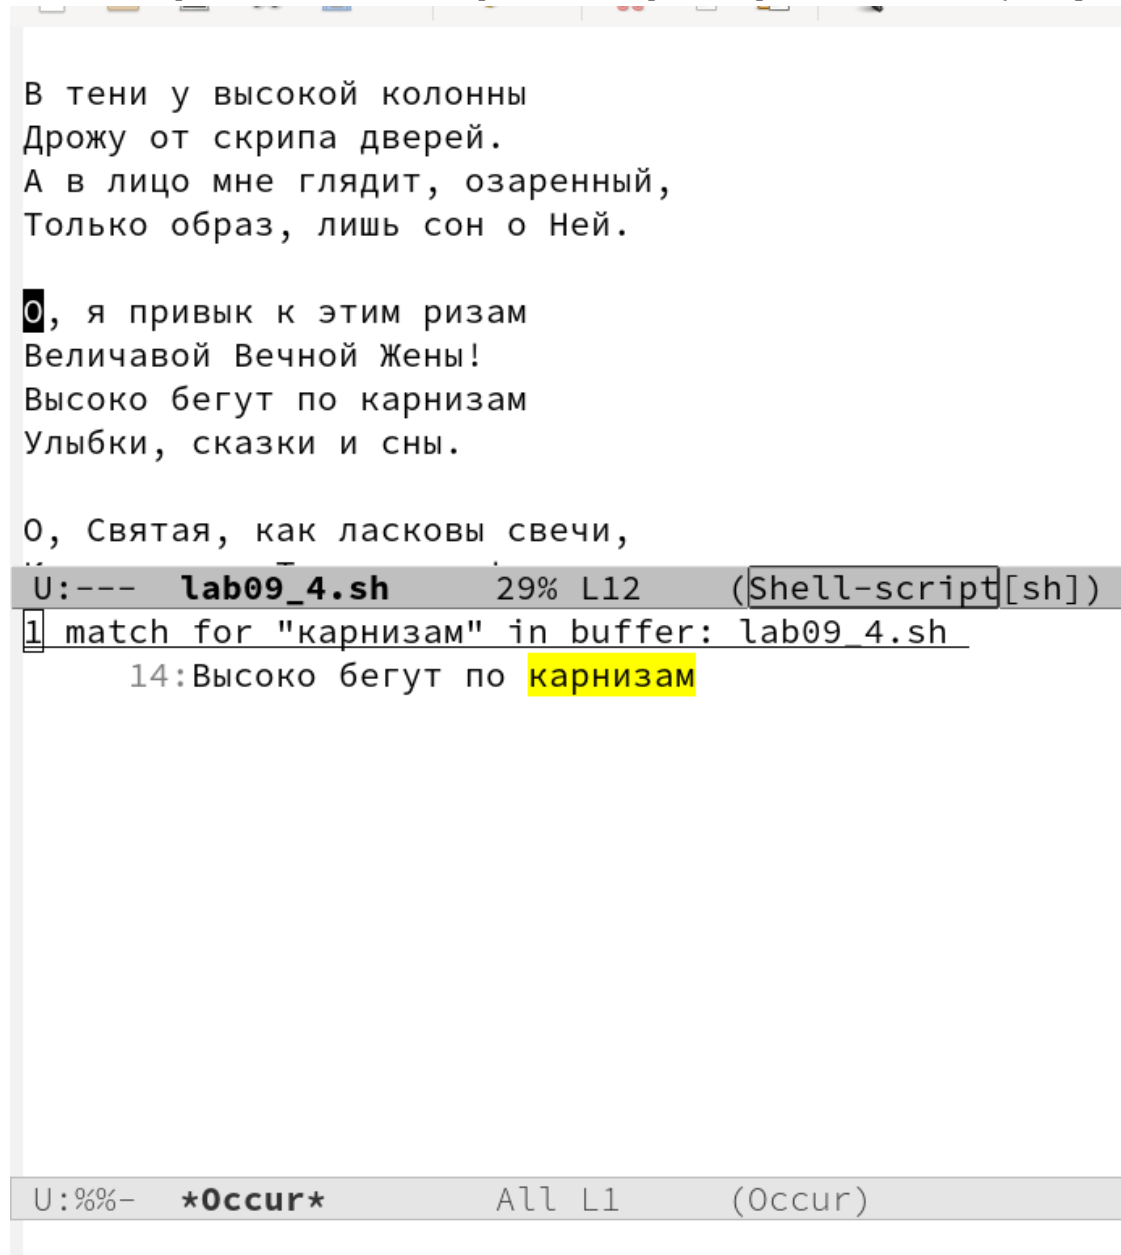 В тени у высокой колонны
Дрожу от скрипа дверей.
А в лицо мне глядит, озаренный,
Только образ, лишь сон о Ней.
О, я привык к этим ризам
Величавой Вечной Жены!
Высоко бегут по карнизам
Улыбки, сказки и сны.
О, Святая, как ласковы свечи,
U:--- lab09_4.sh 29% L12 (Shell-script[sh])
1 match for "карнизам" in buffer: lab09_4.sh
14:Высоко бегут по карнизам
U:%%- *Occur* All L1 (Occur)